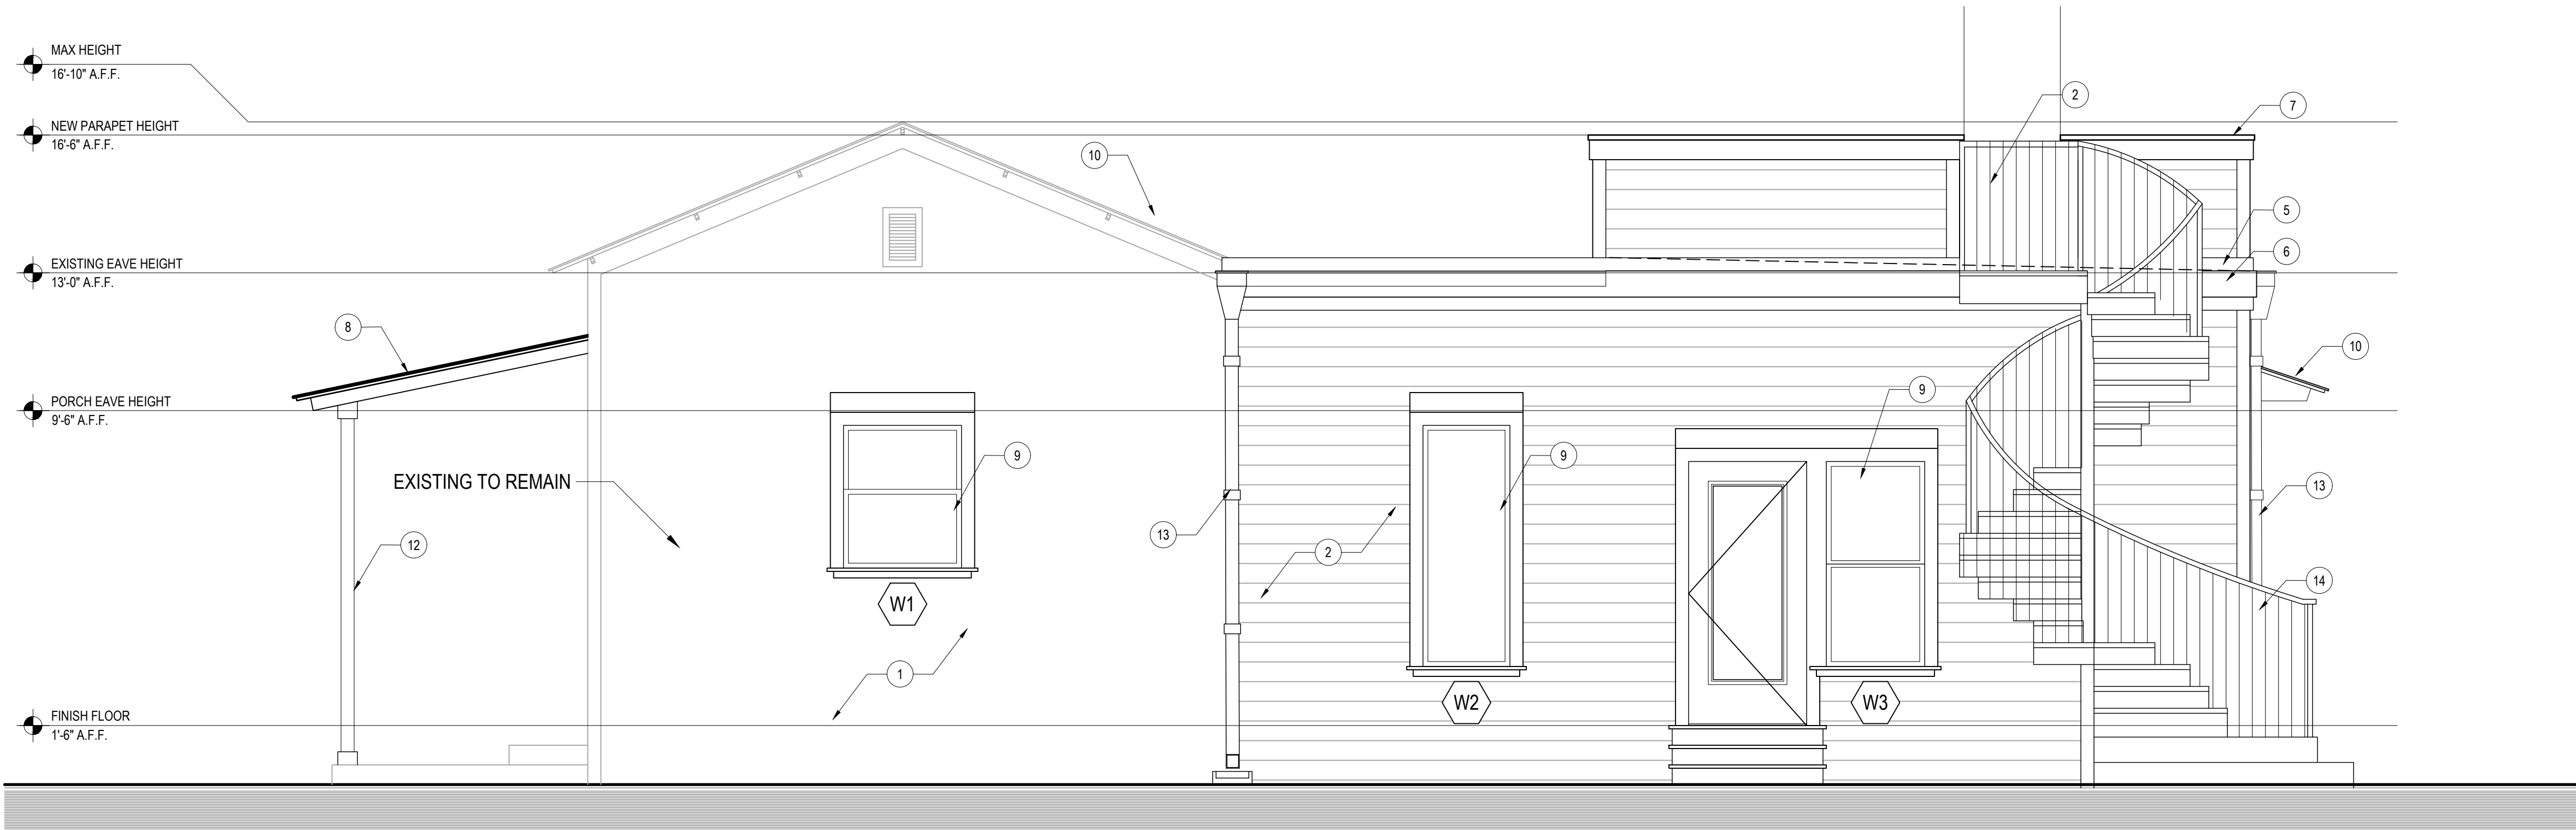 MAX HEIGHT
16'-10" A.F.F.
NEW PARAPET HEIGHT
16'-6" A.F.F.
EXISTING EAVE HEIGHT
13'-0" A.F.F.
PORCH EAVE HEIGHT
9'-6" A.F.F.
FINISH FLOOR
1'-6" A.F.F.
2
7
10
5
6
8
10
9
9
9
EXISTING TO REMAIN
13
13
12
2
14
W1
1
W2
W3